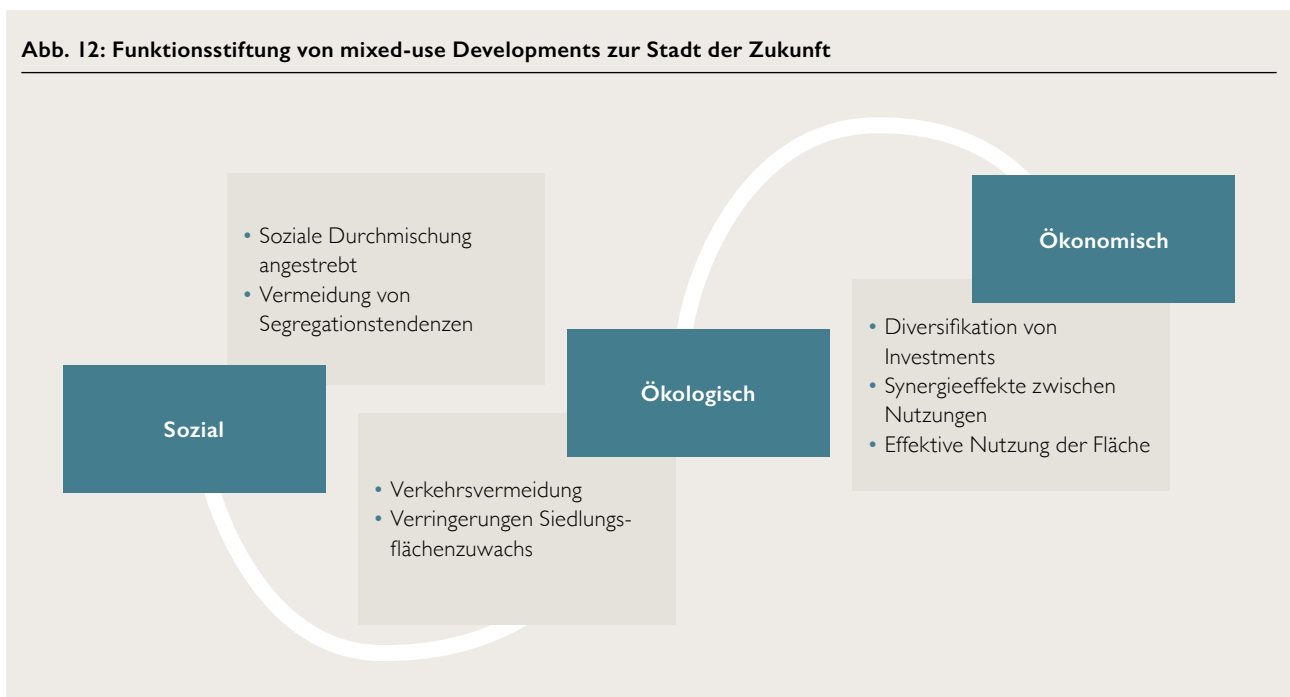 Abb. 12: Funktionsstiftung von mixed-use Developments zur Stadt der Zukunft
• Soziale Durchmischung
angestrebt
• Vermeidung von
Segregationstendenzen
Sozial
Ökologisch
• Verkehrsvermeidung
• Verringerungen Siedlungs-
flächenzuwachs
Ökonomisch
• Diversifikation von
Investments
• Synergieeffekte zwischen
Nutzungen
• Effektive Nutzung der Fläche